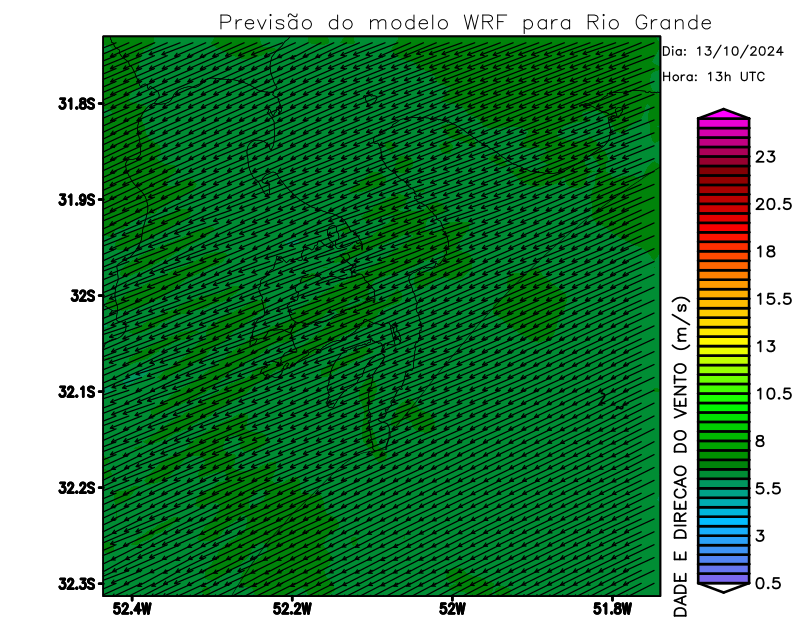 Previsão do modelo WRF para Rio Grande
Dia: 13/10/2024
Hora: 13h UTC
31.8S
31.9S
32S
32.1S
32.2S
32.3S
52.4W
52.2W
52W
51.8W
DADE E DIRECAO DO VENTO (m/s)
23
20.5
18
15.5
13
10.5
8
5.5
3
0.5